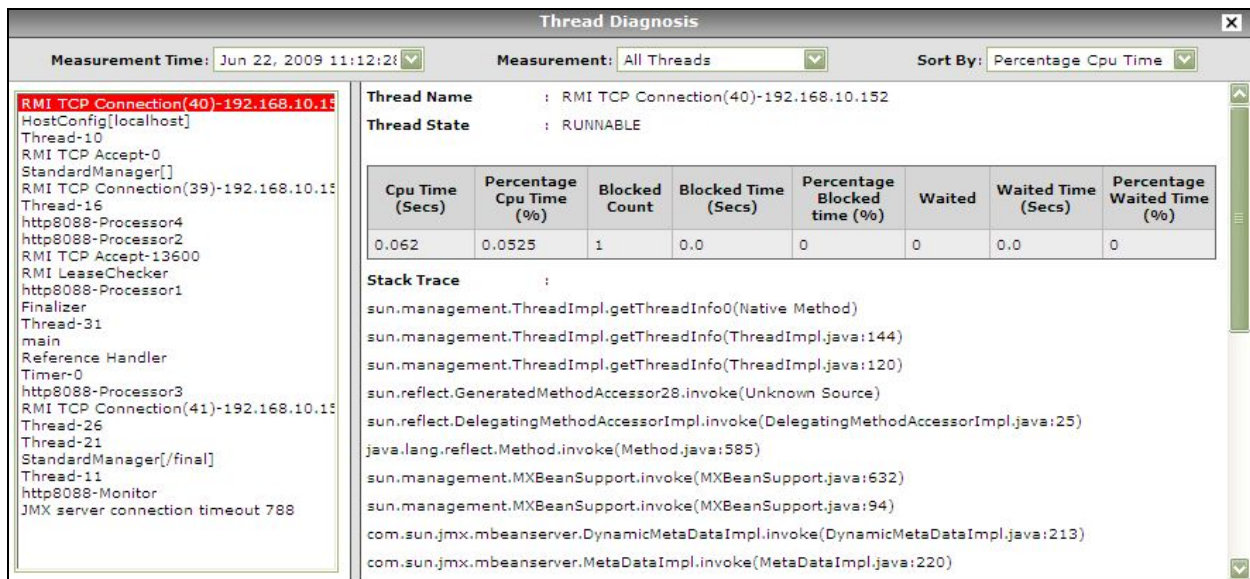 Thread Diagnosis
Measurement Time: Jun 22, 2009 11:12:28 Measurement: All Threads Sort By: Percentage Cpu Time
RMI TCP Connection(40)-192.168.10.15
HostConfig[localhost]
Thread-10
RMI TCP Accept-0
StandardManager[]
RMI TCP Connection(39)-192.168.10.15
Thread-16
http8088-Processor4
http8088-Processor2
RMI TCP Accept-13600
RMI LeaseChecker
http8088-Processor1
Finalizer
Thread-31
main
Reference Handler
Timer-0
http8088-Processor3
RMI TCP Connection(41)-192.168.10.15
Thread-26
Thread-21
StandardManager[/final]
Thread-11
http8088-Monitor
JMX server connection timeout 788
Thread Name : RMI TCP Connection(40)-192.168.10.152
Thread State : RUNNABLE
Cpu Time (Secs) Percentage Cpu Time (%) Blocked Count Blocked Time (Secs) Percentage Blocked time (%) Waited Waited Time (Secs) Percentage Waited Time (%)
0.062 0.0525 1 0.0 0 0 0.0 0
Stack Trace :
sun.management.ThreadImpl.getThreadInfo0(Native Method)
sun.management.ThreadImpl.getThreadInfo(ThreadImpl.java:144)
sun.management.ThreadImpl.getThreadInfo(ThreadImpl.java:120)
sun.reflect.GeneratedMethodAccessor28.invoke(Unknown Source)
sun.reflect.DelegatingMethodAccessorImpl.invoke(DelegatingMethodAccessorImpl.java:25)
java.lang.reflect.Method.invoke(Method.java:585)
sun.management.MXBeanSupport.invoke(MXBeanSupport.java:632)
sun.management.MXBeanSupport.invoke(MXBeanSupport.java:94)
com.sun.jmx.mbeanserver.DynamicMetaDataImpl.invoke(DynamicMetaDataImpl.java:213)
com.sun.jmx.mbeanserver.MetaDataImpl.invoke(MetaDataImpl.java:220)